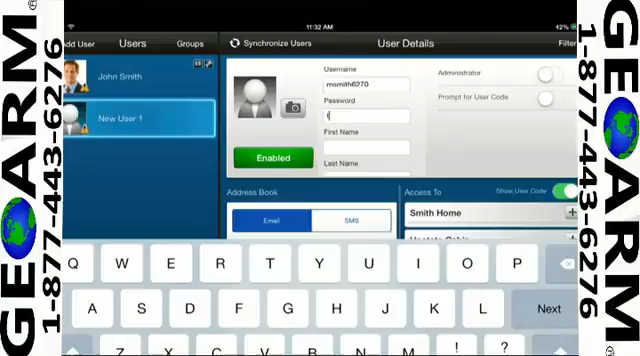 GEOARM
1-877-443-6276
11:32 AM
42%
Add User
Users
Groups
Synchronize Users
User Details
Filter
John Smith
New User 1
Username
msmith6270
Password
First Name
Last Name
Enabled
Administrator
Prompt for User Code
Address Book
Email
SMS
Access To
Show User Code
Smith Home
+
Upstate Cabin
Q W E R T Y U I O P
A S D F G H J K L Next
Z X C V B N M ! ?
GEOARM
1-877-443-6276